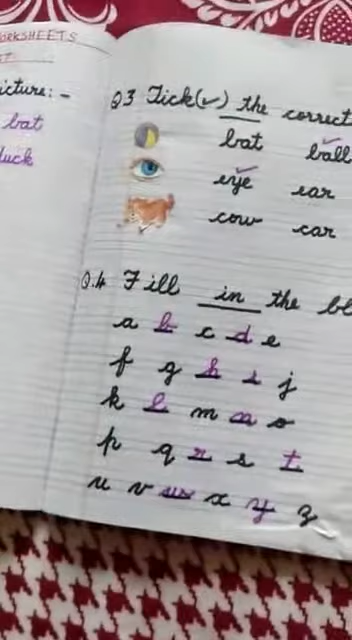 WORKSHEETS
icture:-
bat
duck
Q3 Tick(✓) the correct
bat ball
eye ear
cow car
Q.4 Fill in the bl
a b c d e
f g h i j
k l m n o
p q r s t
u v w x y z